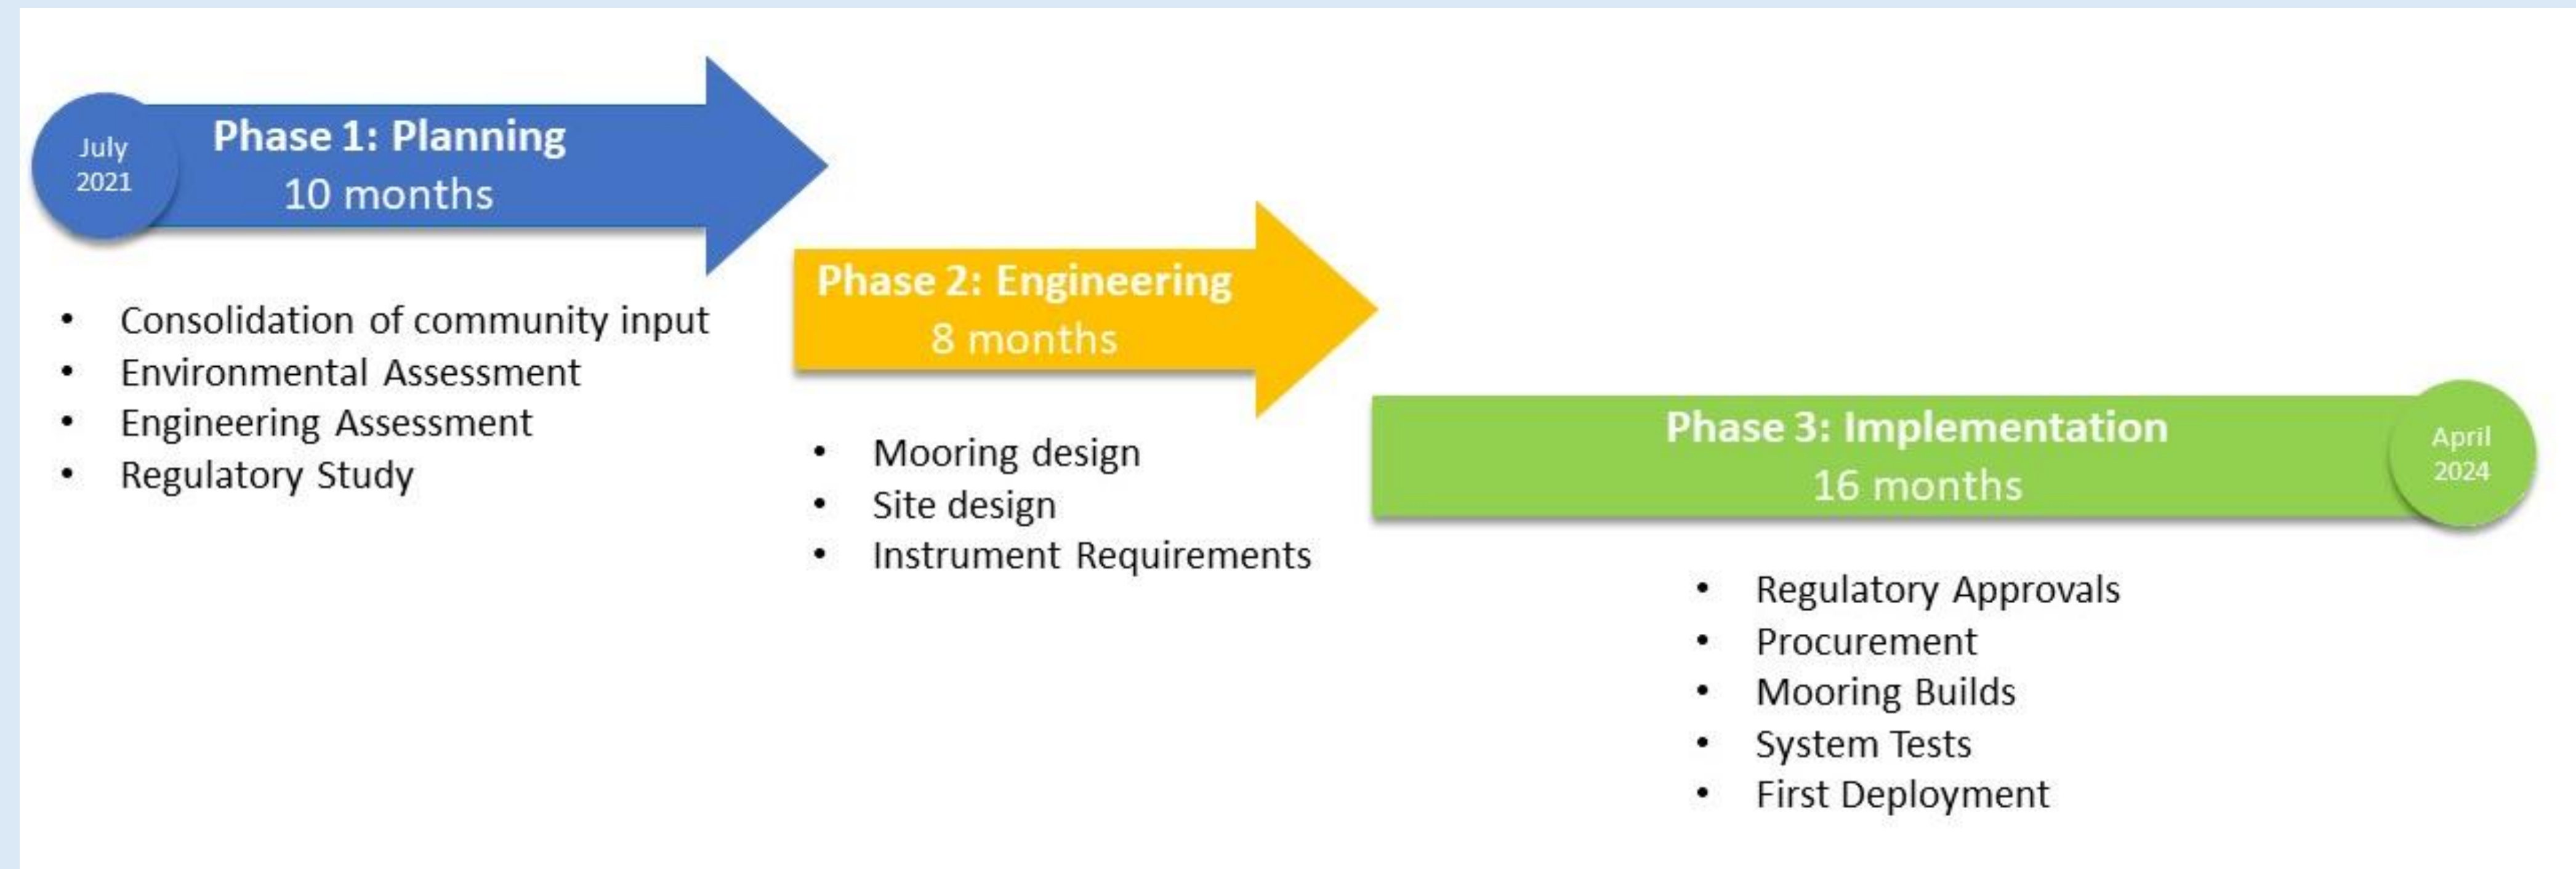 July
2021
Phase 1: Planning
10 months
• Consolidation of community input
• Environmental Assessment
• Engineering Assessment
• Regulatory Study
Phase 2: Engineering
8 months
• Mooring design
• Site design
• Instrument Requirements
Phase 3: Implementation
16 months
April
2024
• Regulatory Approvals
• Procurement
• Mooring Builds
• System Tests
• First Deployment